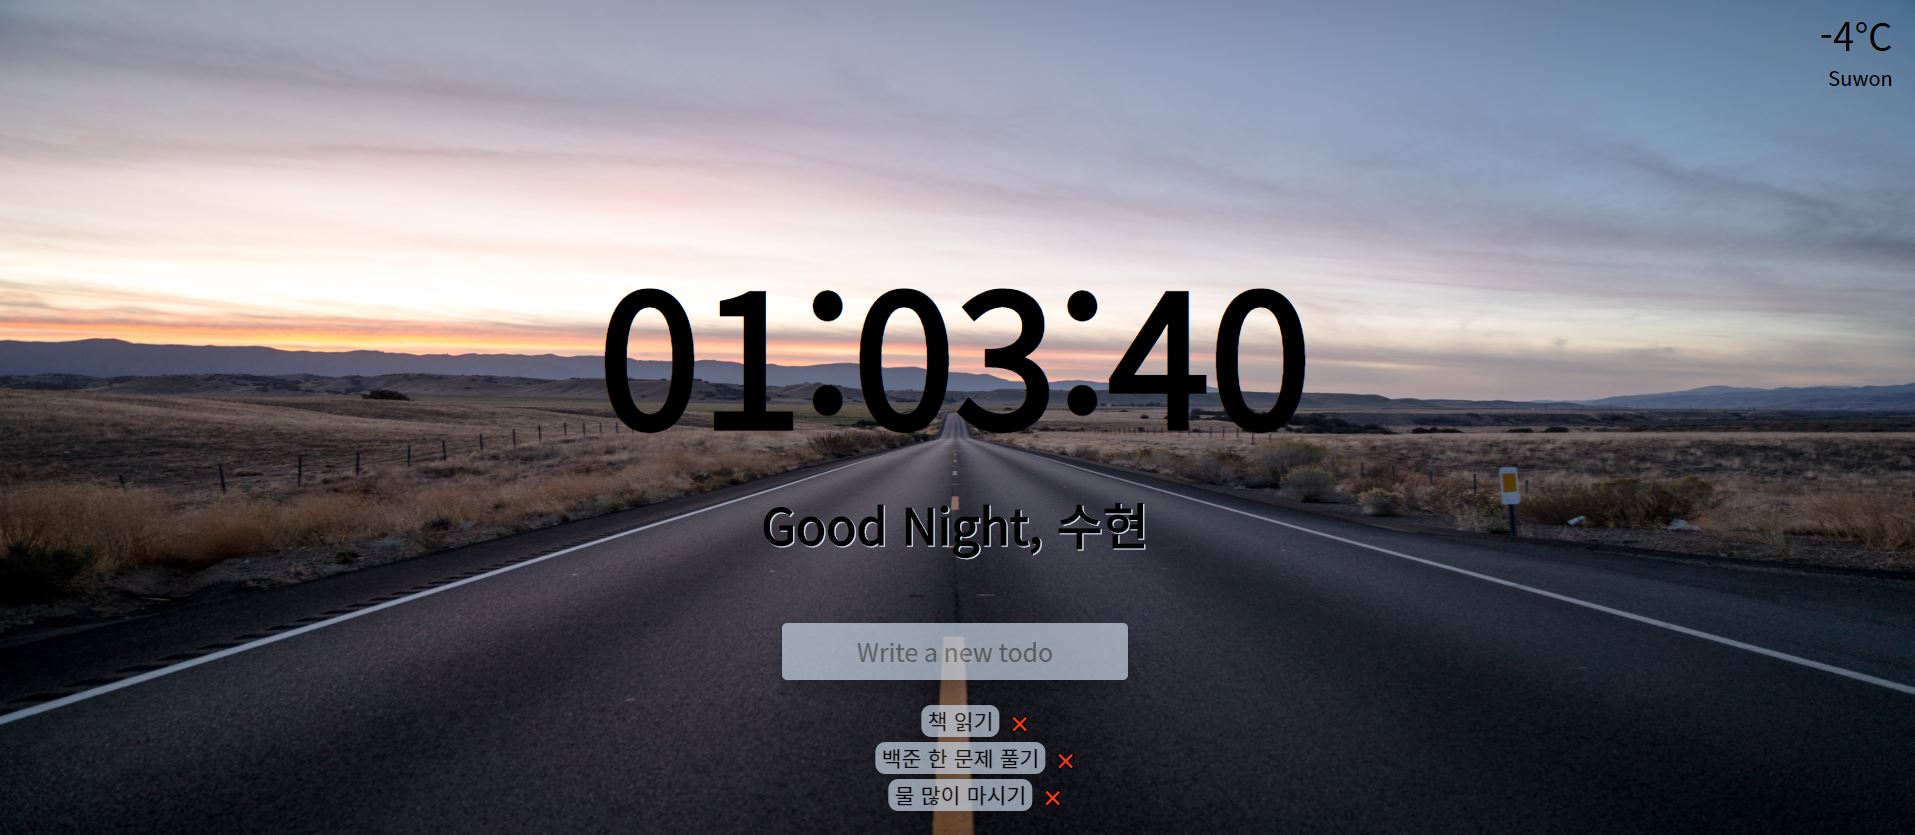 -4°C
Suwon
01:03:40
Good Night, 수현
Write a new todo
책 읽기
백준 한 문제 풀기
물 많이 마시기